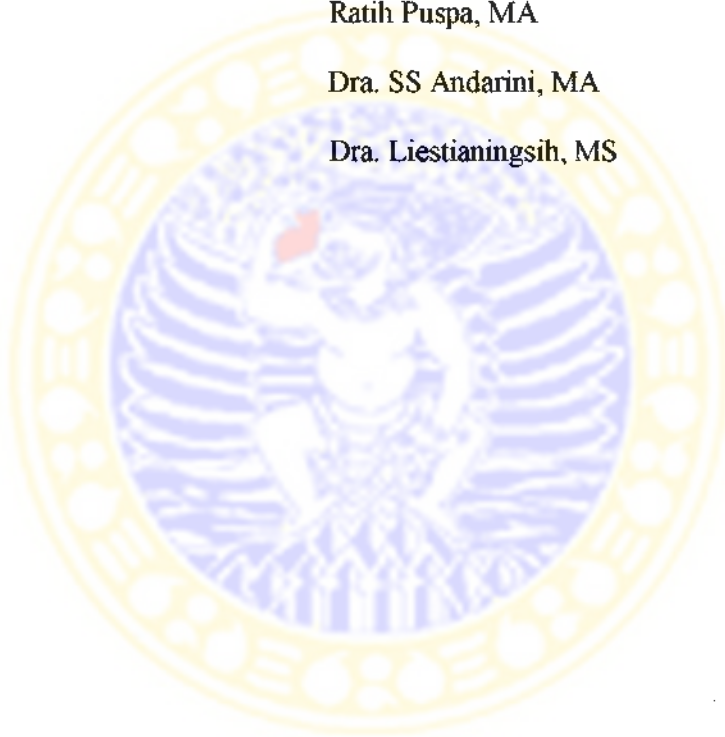 Ratih Puspa, MA
Dra. SS Andarini, MA
Dra. Liestianingsih, MS